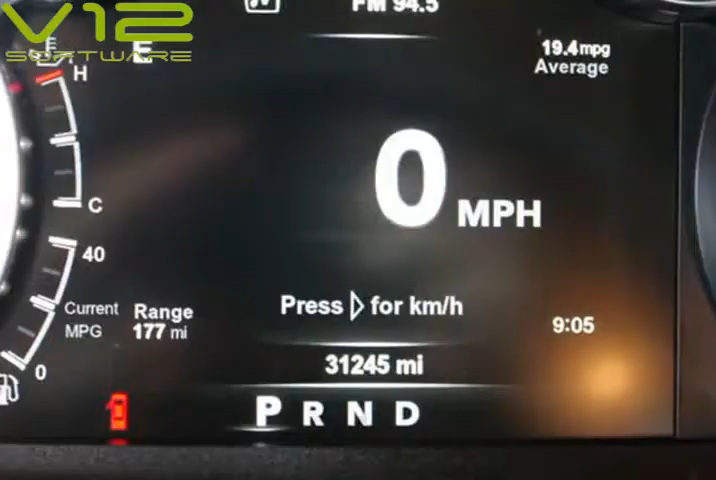 V12
SOFTWARE
FM 94.5
E
19.4mpg
Average
H
0 MPH
C
40
Current
MPG
Range
177 mi
Press ▷ for km/h
9:05
31245 mi
0
P R N D